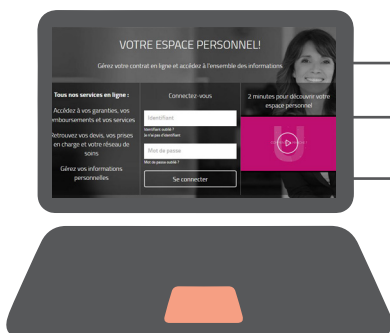 VOTRE ESPACE PERSONNEL!
Gérez votre contrat en ligne et accédez à l'ensemble des informations
Tous nos services en ligne :
Accédez à vos garanties, vos
emboursements et vos services
Retrouvez vos devis, vos prises
en charge et votre réseau de
soins
Gérez vos informations
personnelles
Connectez-vous
Identifiant
Identifiant oublié ?
Je n'ai pas d'identifiant
Mot de passe
Mot de passe oublié ?
Se connecter
2 minutes pour découvrir votre
espace personnel
U